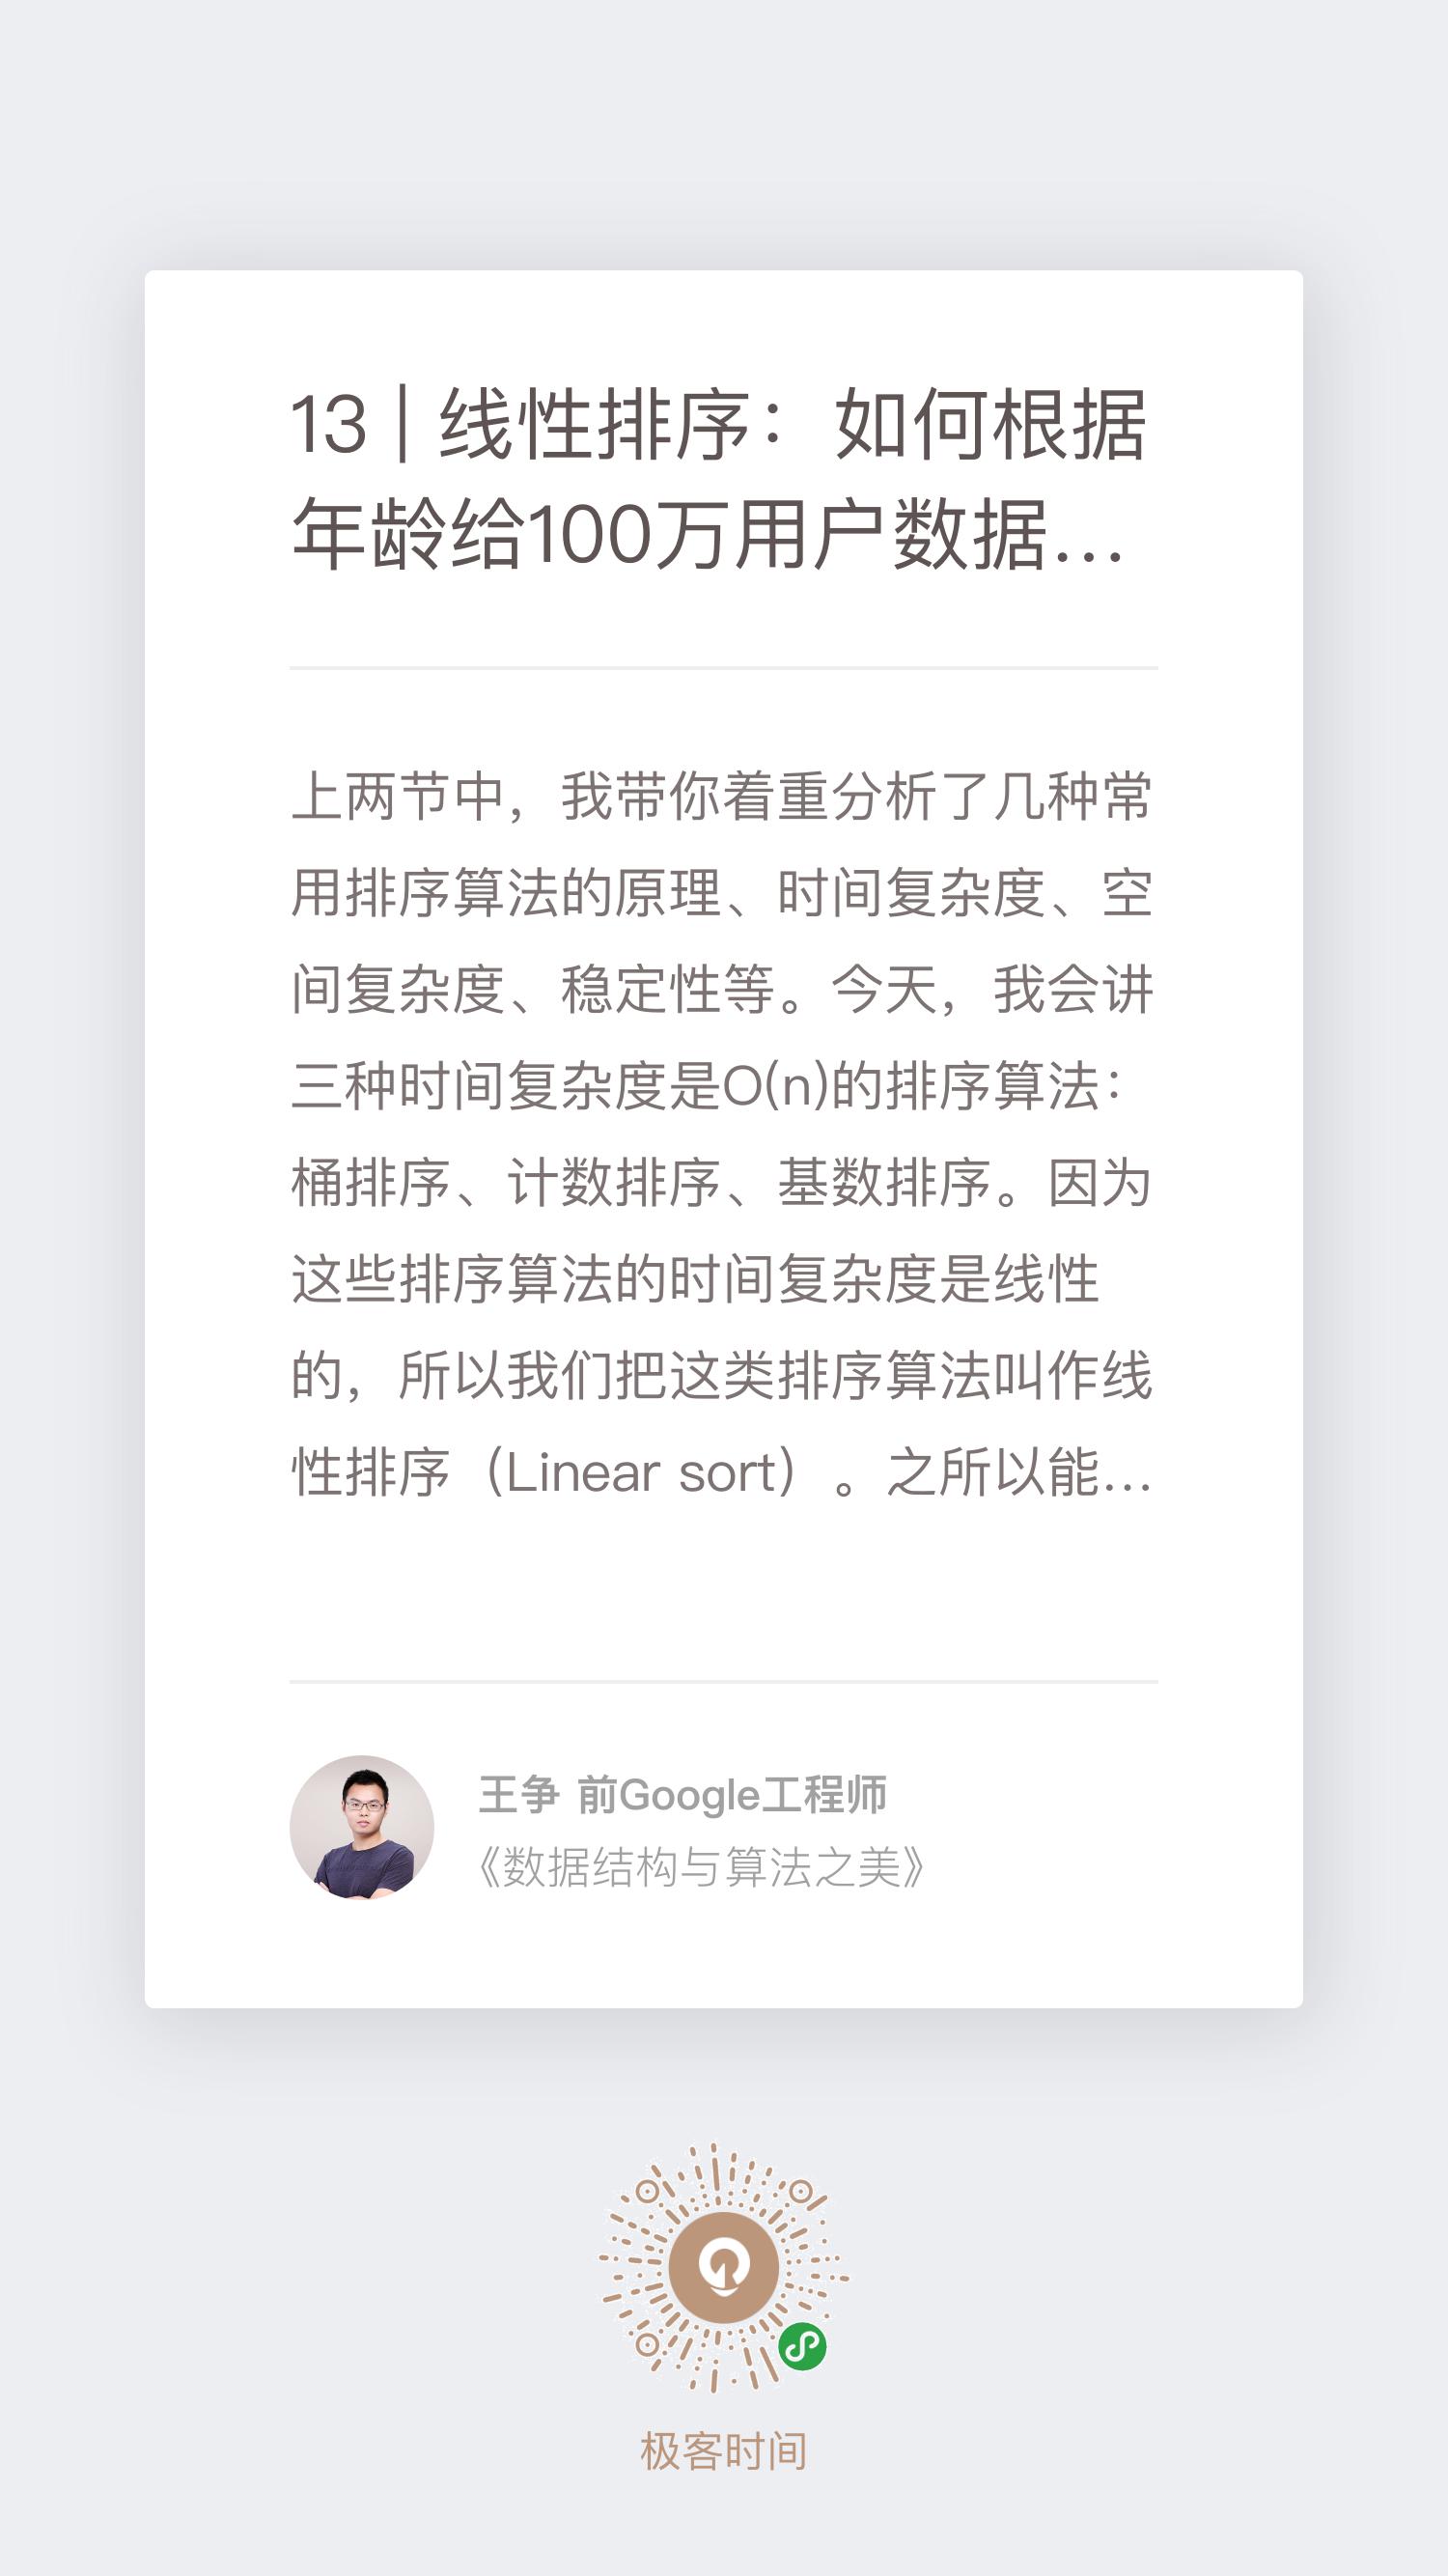 13 | 线性排序：如何根据
年龄给100万用户数据…
上两节中，我带你着重分析了几种常
用排序算法的原理、时间复杂度、空
间复杂度、稳定性等。今天，我会讲
三种时间复杂度是O(n)的排序算法：
桶排序、计数排序、基数排序。因为
这些排序算法的时间复杂度是线性
的，所以我们把这类排序算法叫作线
性排序（Linear sort）。之所以能…
王争 前Google工程师
《数据结构与算法之美》
极客时间